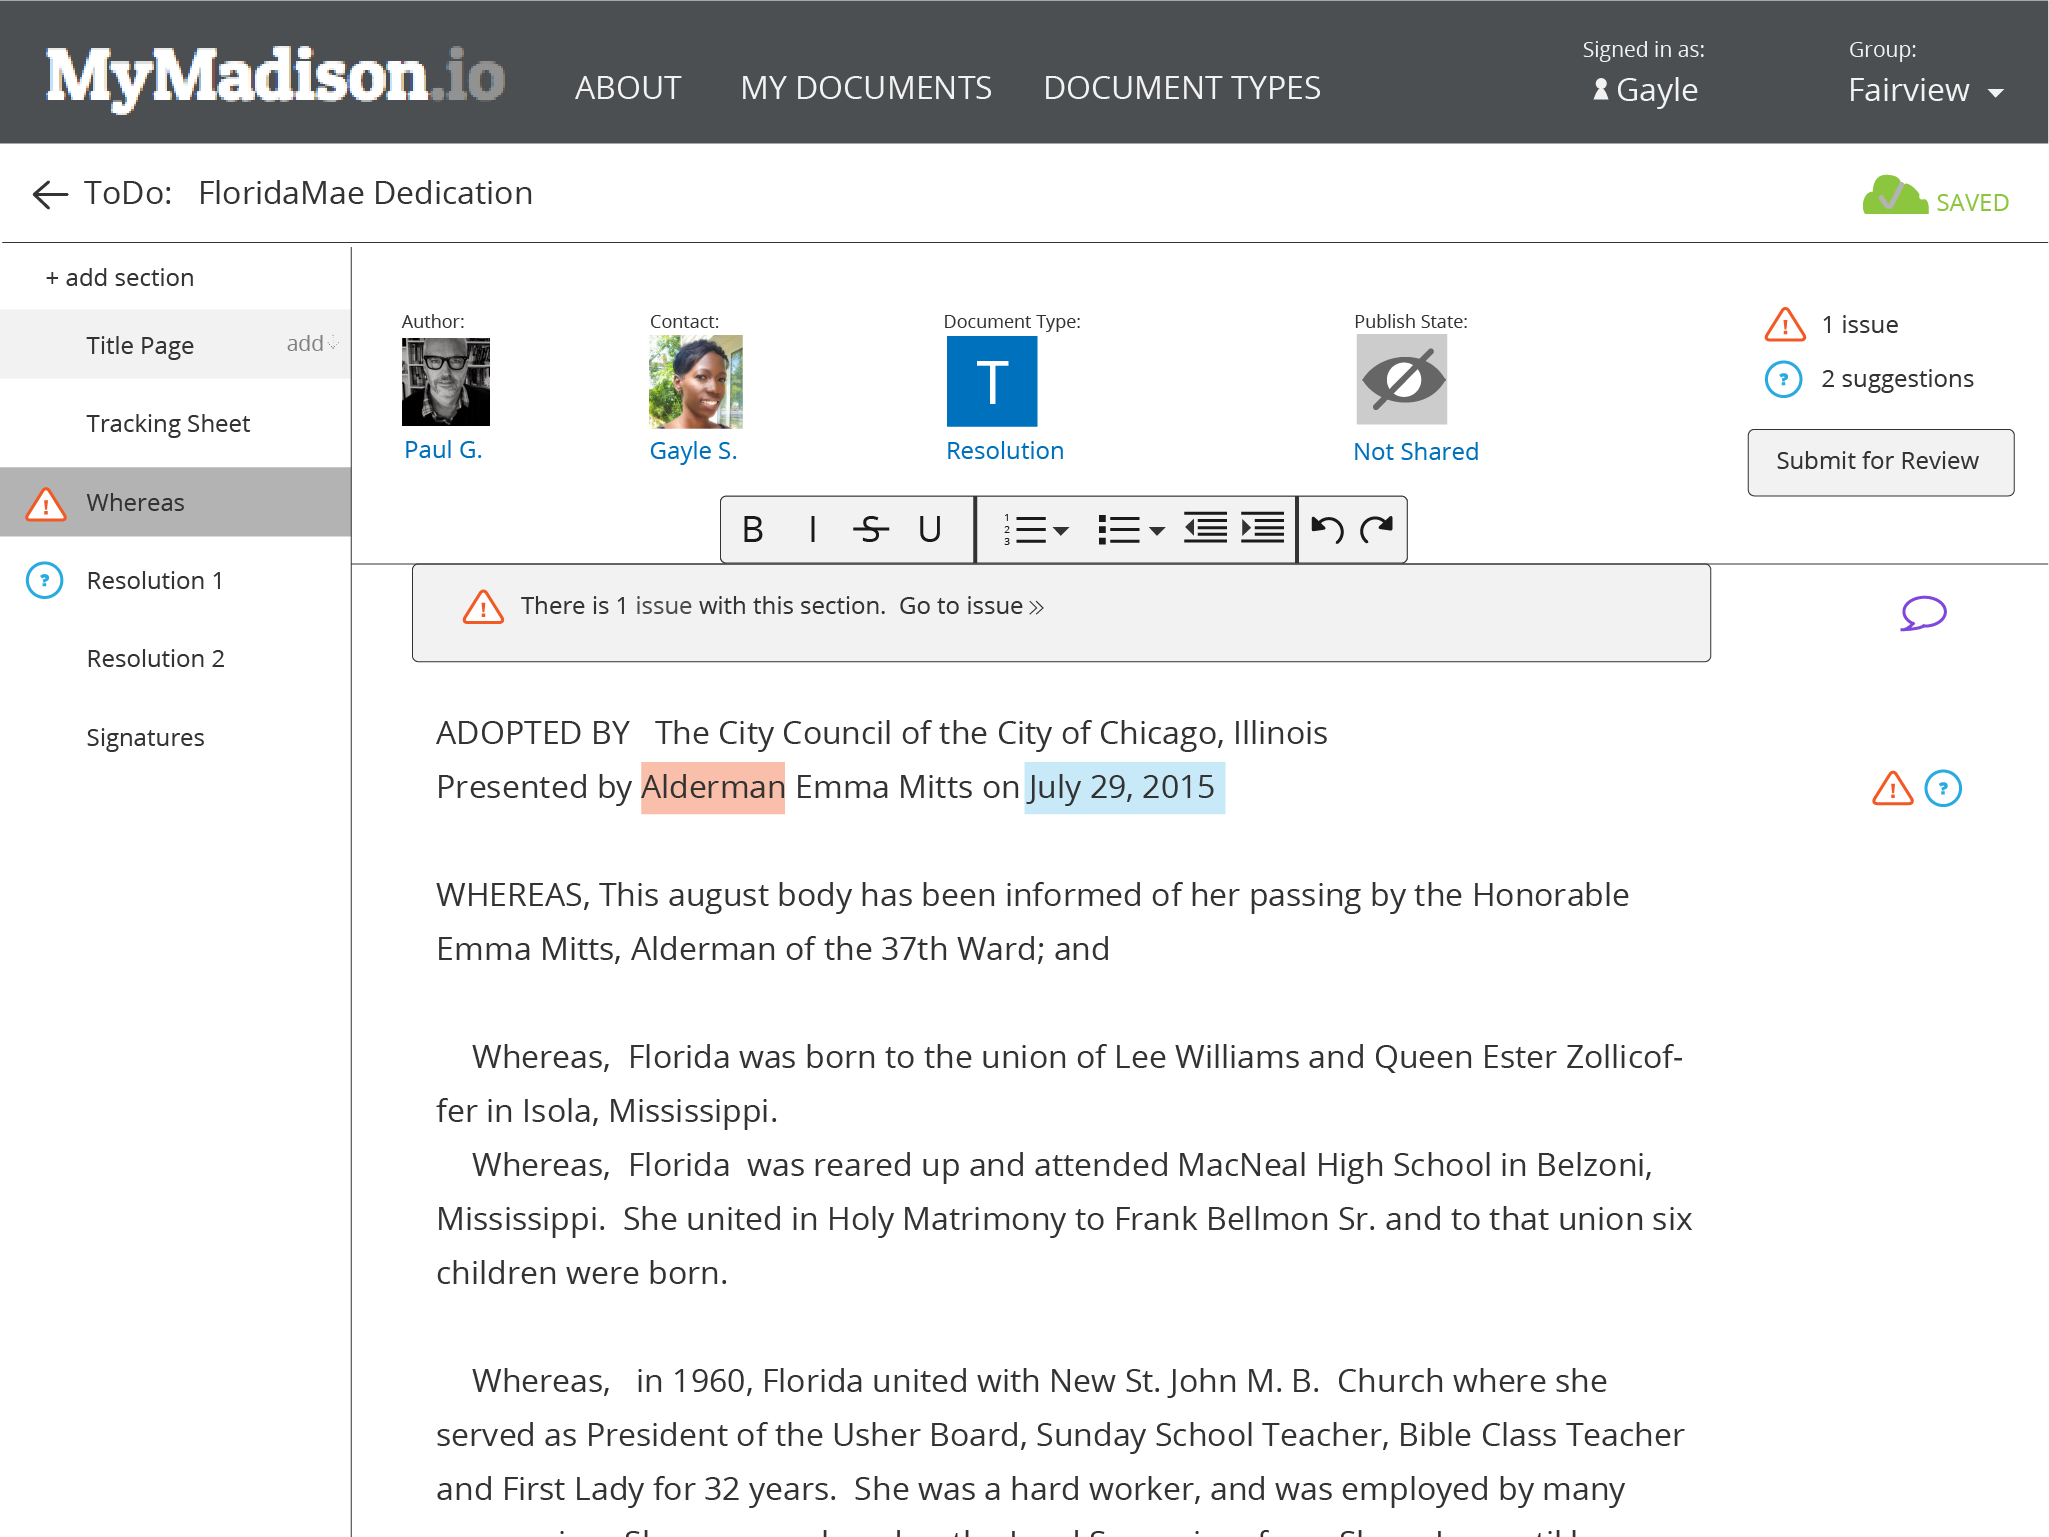 MyMadison.io
ABOUT MY DOCUMENTS DOCUMENT TYPES
Signed in as:
Gayle
Group:
Fairview
ToDo: FloridaMae Dedication
SAVED
+ add section
Title Page add
Tracking Sheet
Whereas
Resolution 1
Resolution 2
Signatures
Author:
Paul G.
Contact:
Gayle S.
Document Type:
T
Resolution
Publish State:
Not Shared
1 issue
2 suggestions
Submit for Review
B I S U
1
2
3
There is 1 issue with this section. Go to issue »
ADOPTED BY The City Council of the City of Chicago, Illinois
Presented by Alderman Emma Mitts on July 29, 2015
WHEREAS, This august body has been informed of her passing by the Honorable
Emma Mitts, Alderman of the 37th Ward; and
Whereas, Florida was born to the union of Lee Williams and Queen Ester Zollicof-
fer in Isola, Mississippi.
Whereas, Florida was reared up and attended MacNeal High School in Belzoni,
Mississippi. She united in Holy Matrimony to Frank Bellmon Sr. and to that union six
children were born.
Whereas, in 1960, Florida united with New St. John M. B. Church where she
served as President of the Usher Board, Sunday School Teacher, Bible Class Teacher
and First Lady for 32 years. She was a hard worker, and was employed by many